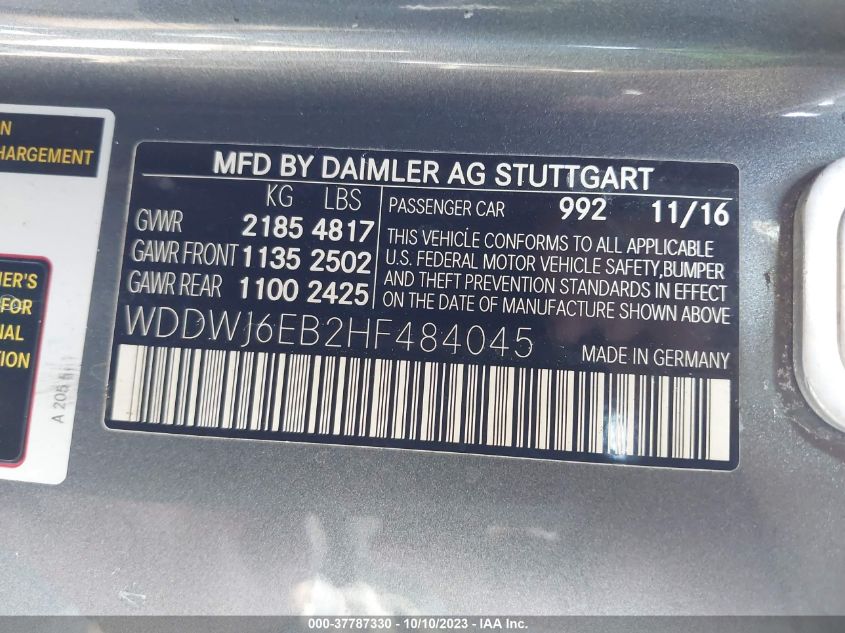 N
HARGEMENT
NER'S
FOR
NAL
TION
A 205
MFD BY DAIMLER AG STUTTGART
KG LBS
GVWR 2185 4817
GAWR FRONT 1135 2502
GAWR REAR 1100 2425
PASSENGER CAR 992 11/16
THIS VEHICLE CONFORMS TO ALL APPLICABLE
U.S. FEDERAL MOTOR VEHICLE SAFETY,BUMPER
AND THEFT PREVENTION STANDARDS IN EFFECT
ON THE DATE OF MANUFACTURE SHOWN ABOVE
WDDWJ6EB2HF484045 MADE IN GERMANY
000-37787330 - 10/10/2023 - IAA Inc.